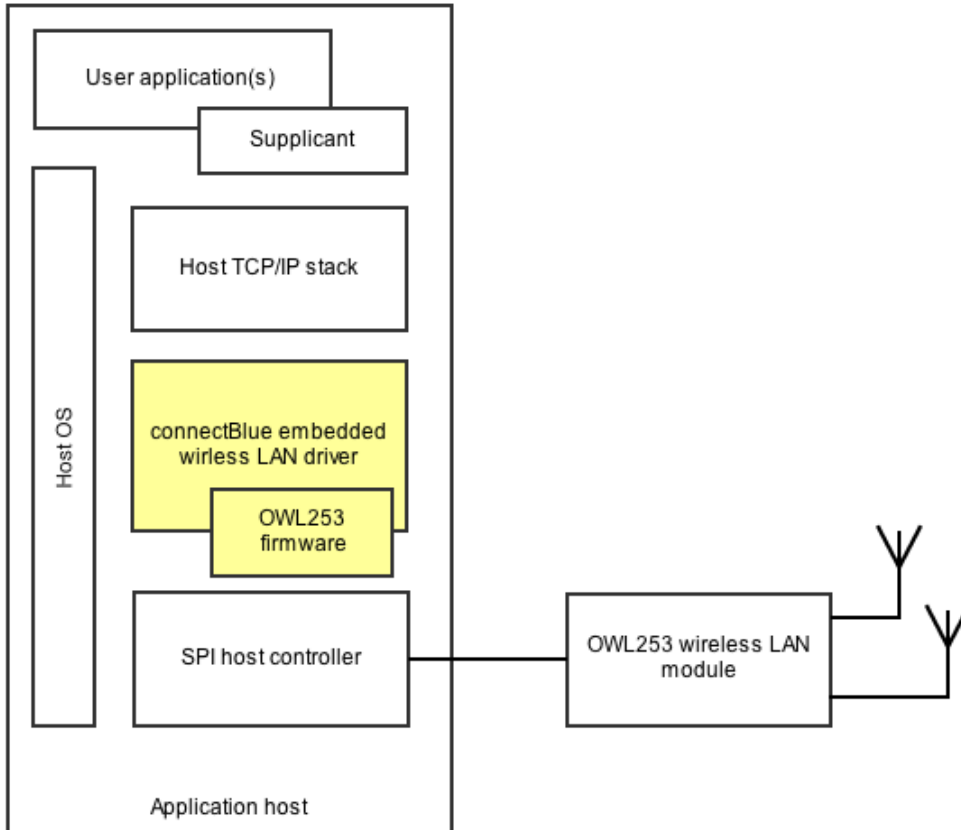 User application(s)
Supplicant
Host TCP/IP stack
Host OS
connectBlue embedded
wirless LAN driver
OWL253
firmware
SPI host controller
OWL253 wireless LAN
module
Application host